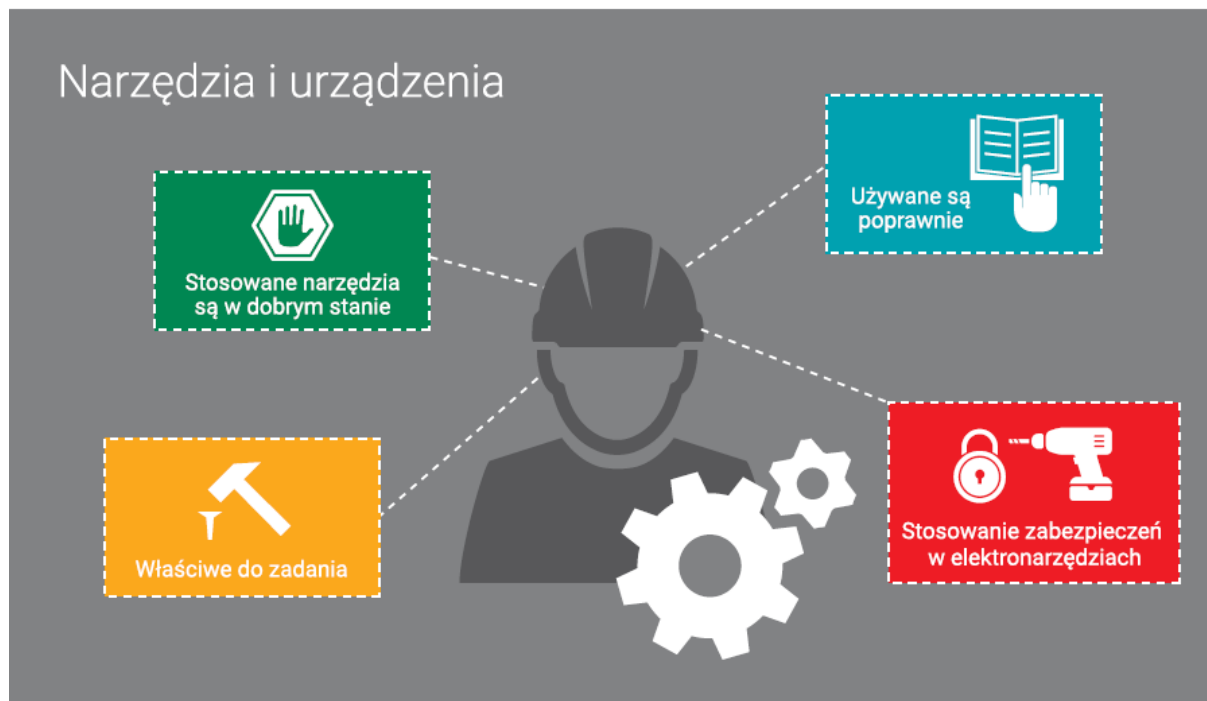 Narzędzia i urządzenia
Używane są
poprawnie
Stosowane narzędzia
są w dobrym stanie
Właściwe do zadania
Stosowanie zabezpieczeń
w elektronarzędziach